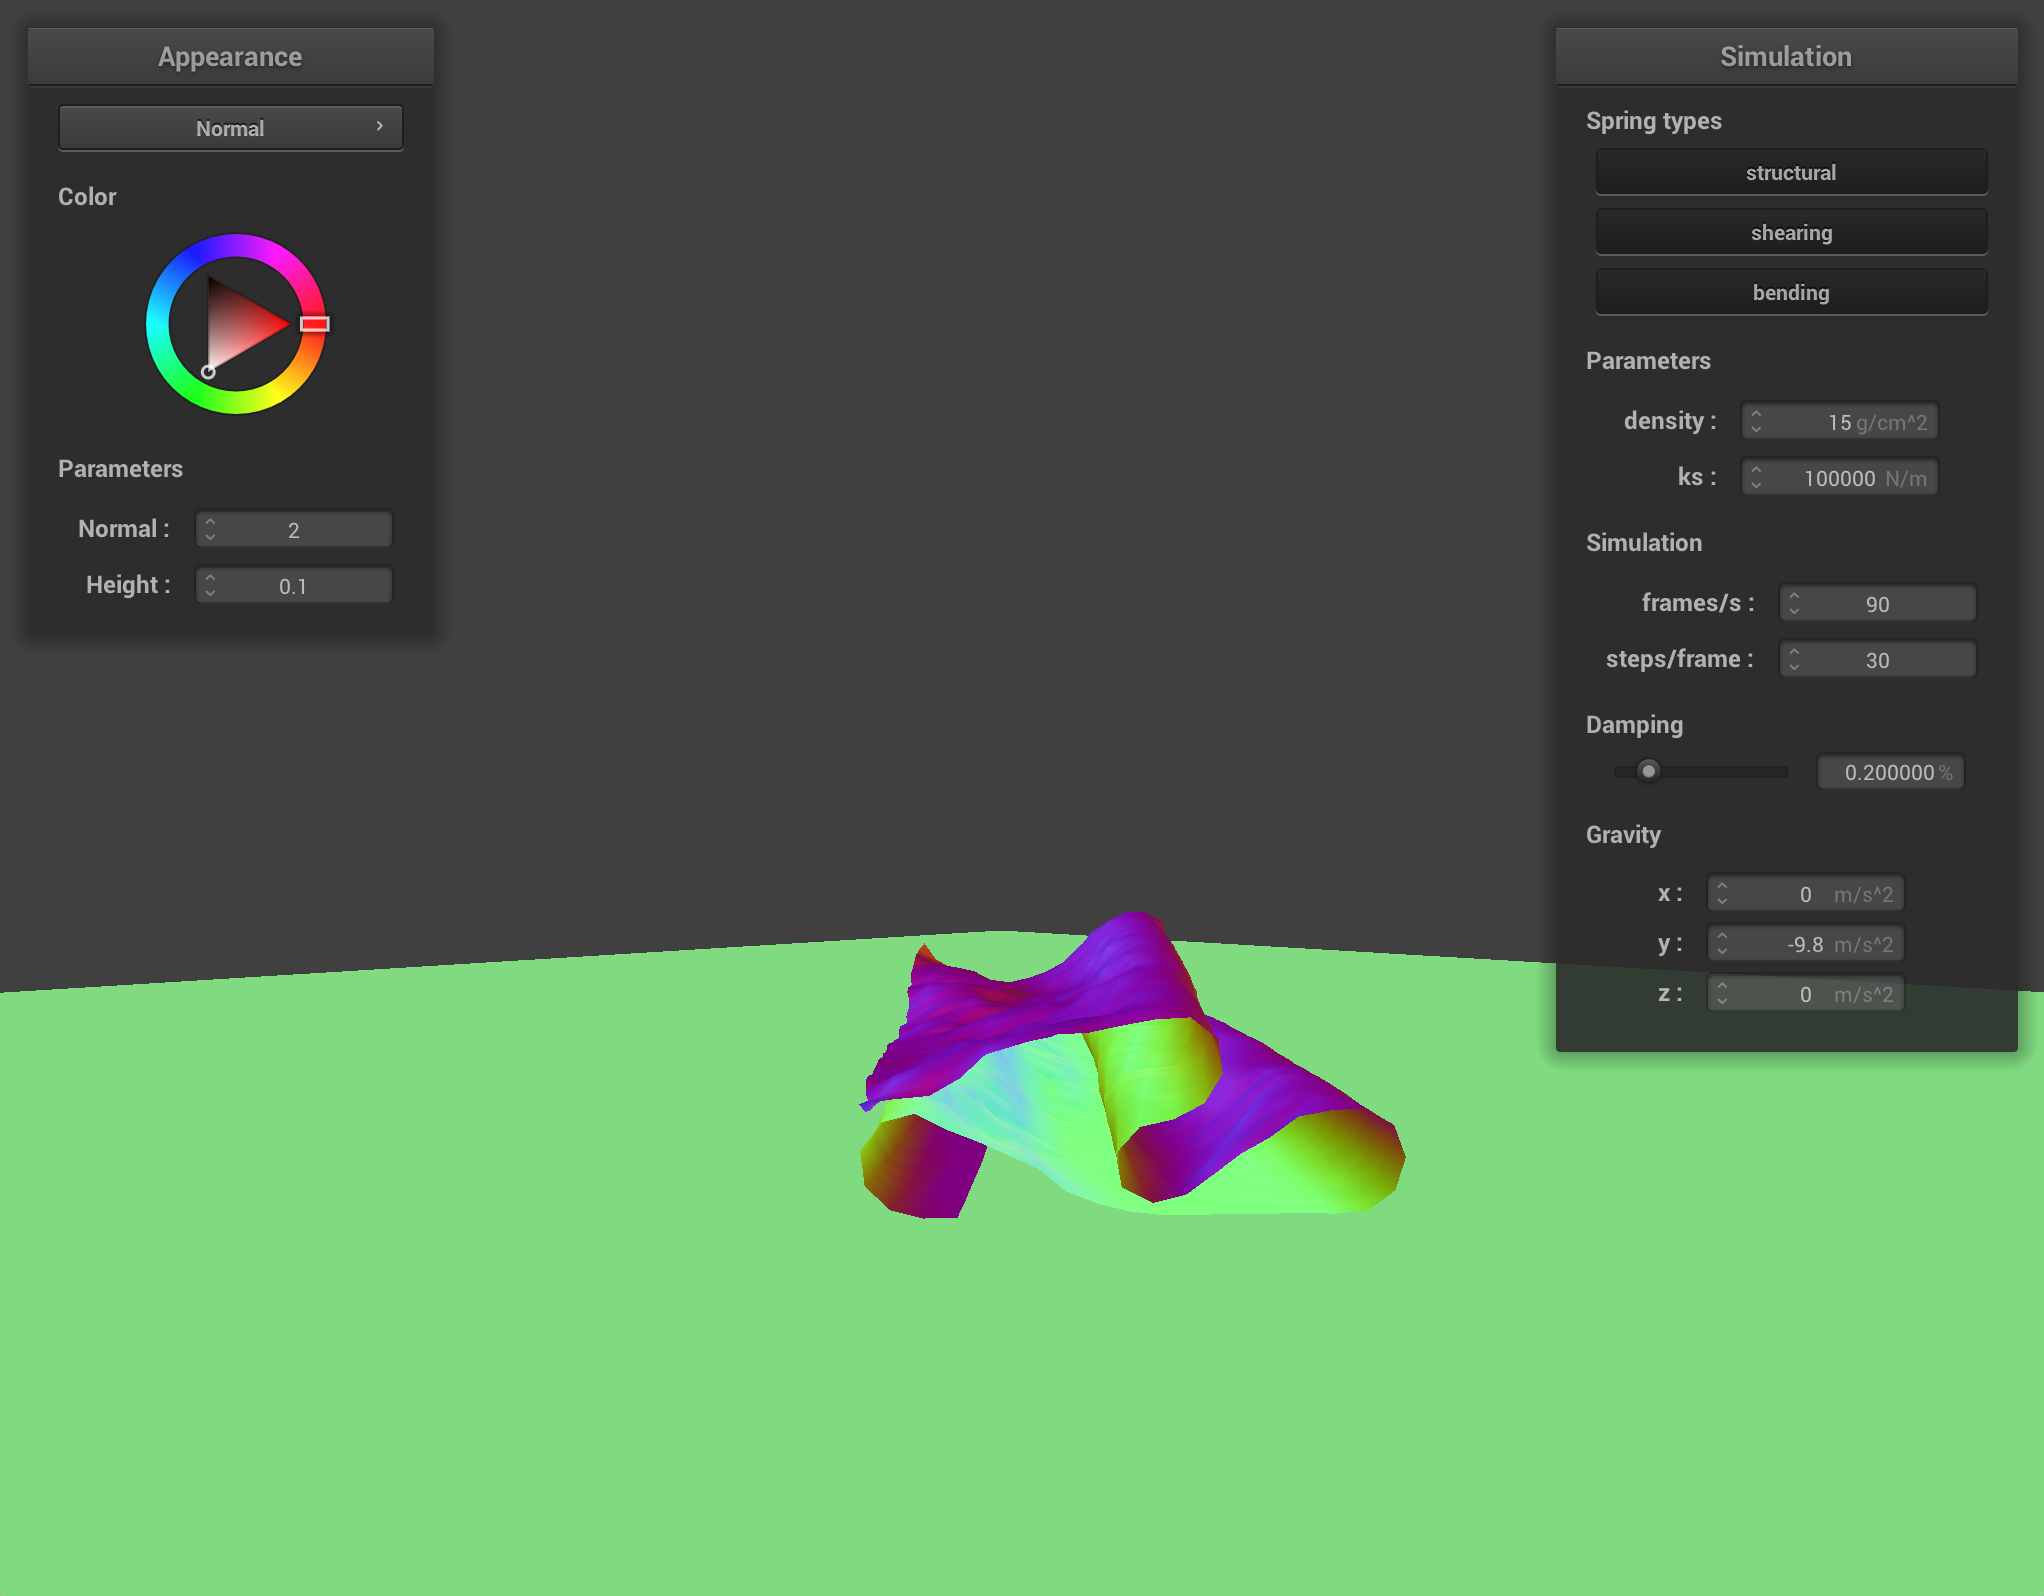 Appearance
Normal
Color
Parameters
Normal : 2
Height : 0.1
Simulation
Spring types
structural
shearing
bending
Parameters
density : 15 g/cm^2
ks : 100000 N/m
Simulation
frames/s : 90
steps/frame : 30
Damping
0.200000 %
Gravity
x : 0 m/s^2
y : -9.8 m/s^2
z : 0 m/s^2